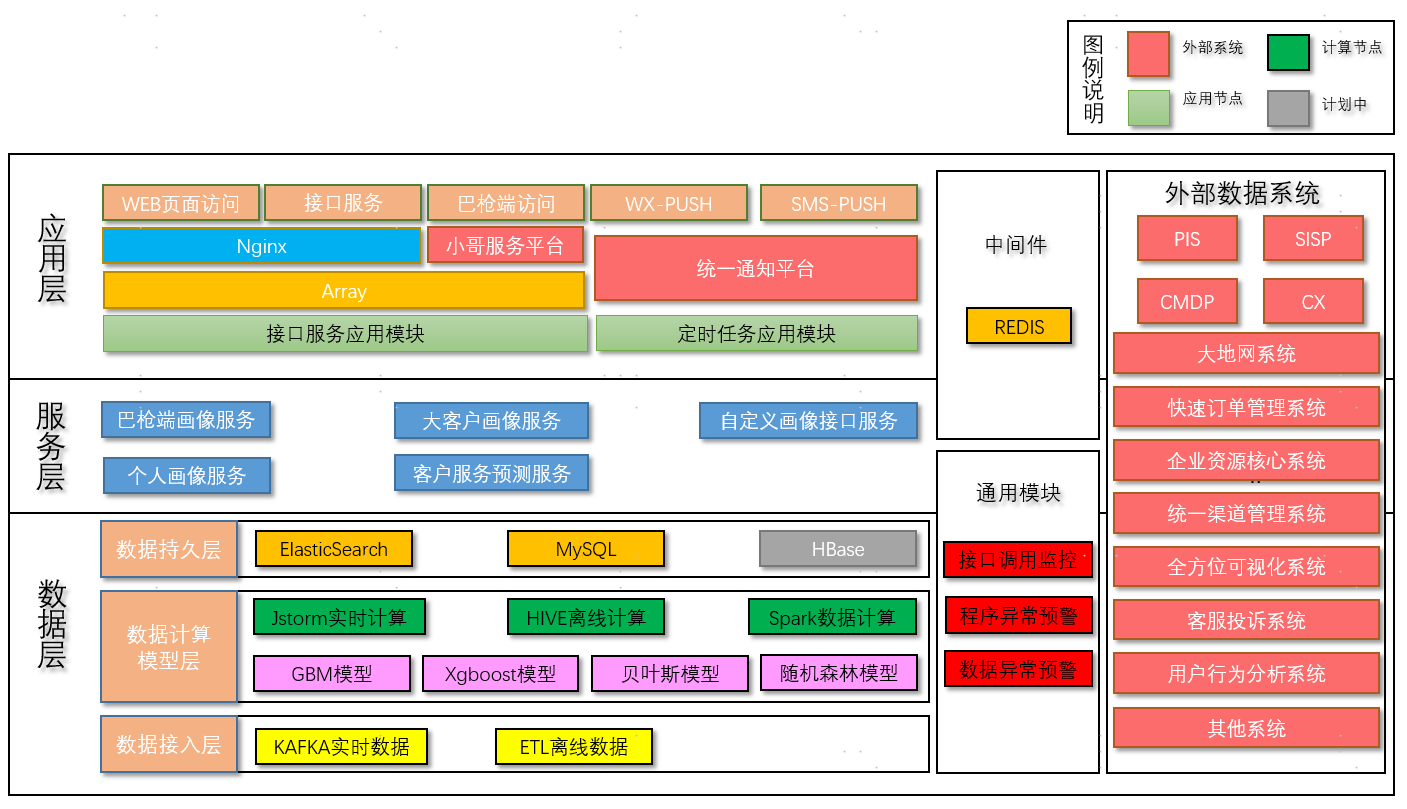 图例说明
外部系统
计算节点
应用节点
计划中
应用层
WEB页面访问
接口服务
巴枪端访问
WX-PUSH
SMS-PUSH
Nginx
小哥服务平台
统一通知平台
Array
接口服务应用模块
定时任务应用模块
服务层
巴枪端画像服务
大客户画像服务
自定义画像接口服务
个人画像服务
客户服务预测服务
数据层
数据持久层
ElasticSearch
MySQL
HBase
数据计算
模型层
Jstorm实时计算
HIVE离线计算
Spark数据计算
GBM模型
Xgboost模型
贝叶斯模型
随机森林模型
数据接入层
KAFKA实时数据
ETL离线数据
中间件
REDIS
通用模块
接口调用监控
程序异常预警
数据异常预警
外部数据系统
PIS
SISP
CMDP
CX
大地网系统
快速订单管理系统
企业资源核心系统
统一渠道管理系统
全方位可视化系统
客服投诉系统
用户行为分析系统
其他系统